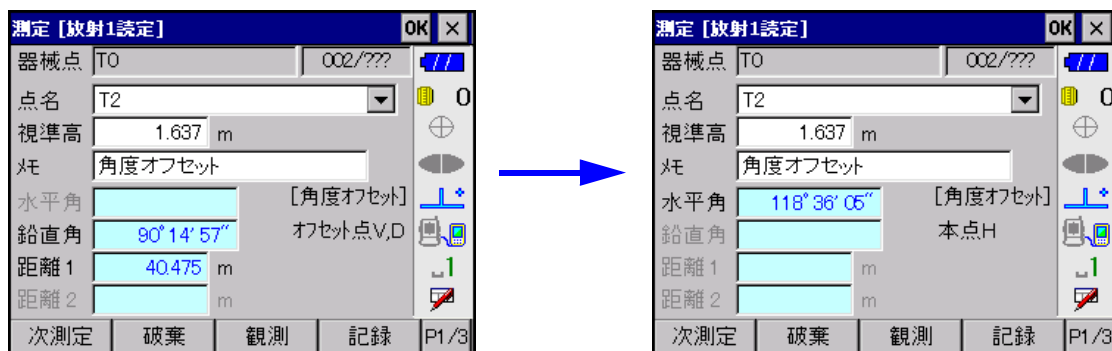 測定 [放射1読定] OK ×
器械点 T0 002/???
点名 T2 0
視準高 1.637 m
メモ 角度オフセット
水平角 [角度オフセット]
鉛直角 90°14′57″ オフセット点V,D
距離1 40.475 m 1
距離2 m
次測定 破棄 観測 記録 P1/3
測定 [放射1読定] OK ×
器械点 T0 002/???
点名 T2 0
視準高 1.637 m
メモ 角度オフセット
水平角 118°36′05″ [角度オフセット]
鉛直角 本点H
距離1 m 1
距離2 m
次測定 破棄 観測 記録 P1/3